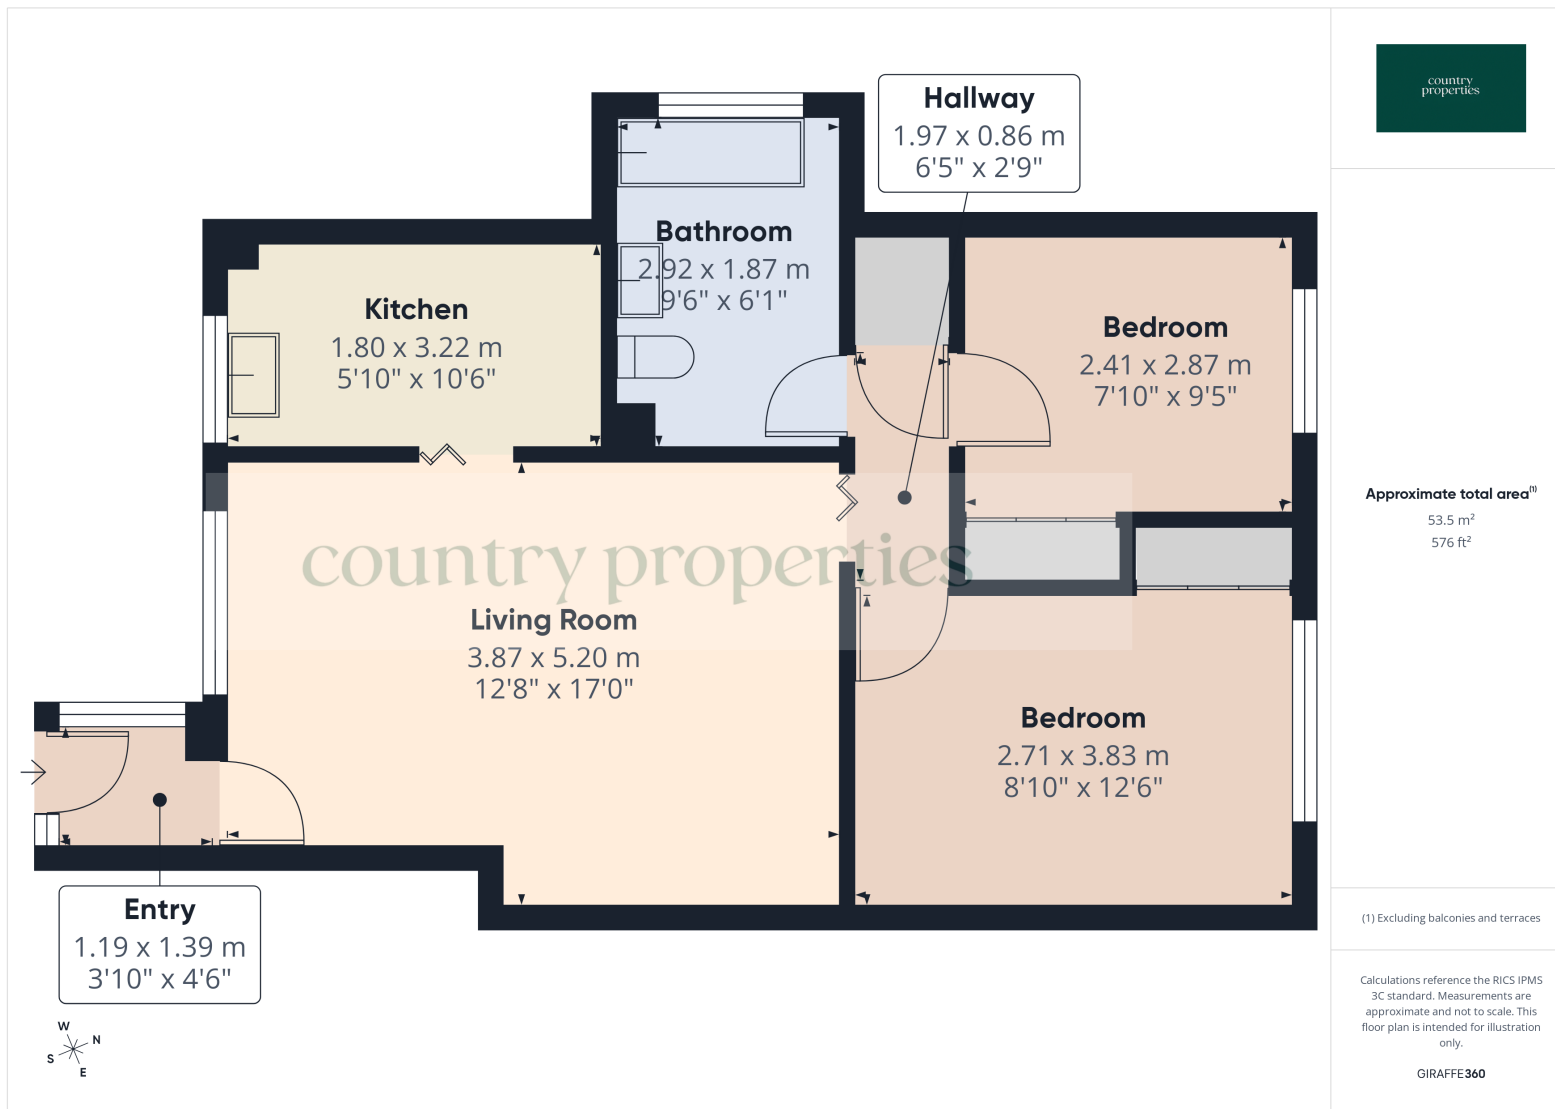 Hallway
1.97 x 0.86 m
6'5" x 2'9"
Bathroom
2.92 x 1.87 m
9'6" x 6'1"
Kitchen
1.80 x 3.22 m
5'10" x 10'6"
Bedroom
2.41 x 2.87 m
7'10" x 9'5"
country properties
Living Room
3.87 x 5.20 m
12'8" x 17'0"
Bedroom
2.71 x 3.83 m
8'10" x 12'6"
Entry
1.19 x 1.39 m
3'10" x 4'6"
W
N
S
E
country
properties
Approximate total area⁽¹⁾
53.5 m²
576 ft²
(1) Excluding balconies and terraces
Calculations reference the RICS IPMS
3C standard. Measurements are
approximate and not to scale. This
floor plan is intended for illustration
only.
GIRAFFE360